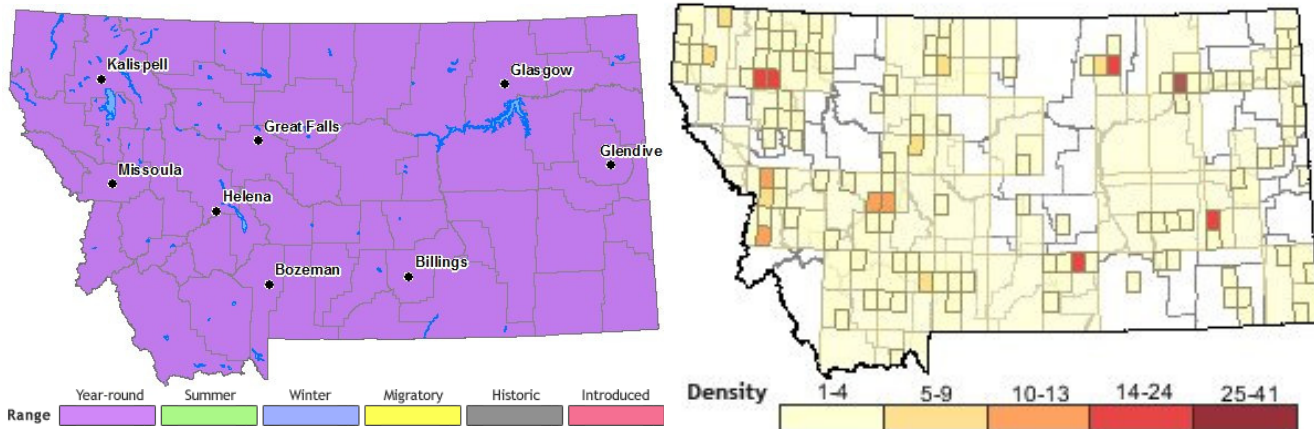 Kalispell
Glasgow
Great Falls
Glendive
Missoula
Helena
Bozeman
Billings
Range Year-round Summer Winter Migratory Historic Introduced
Density 1-4 5-9 10-13 14-24 25-41